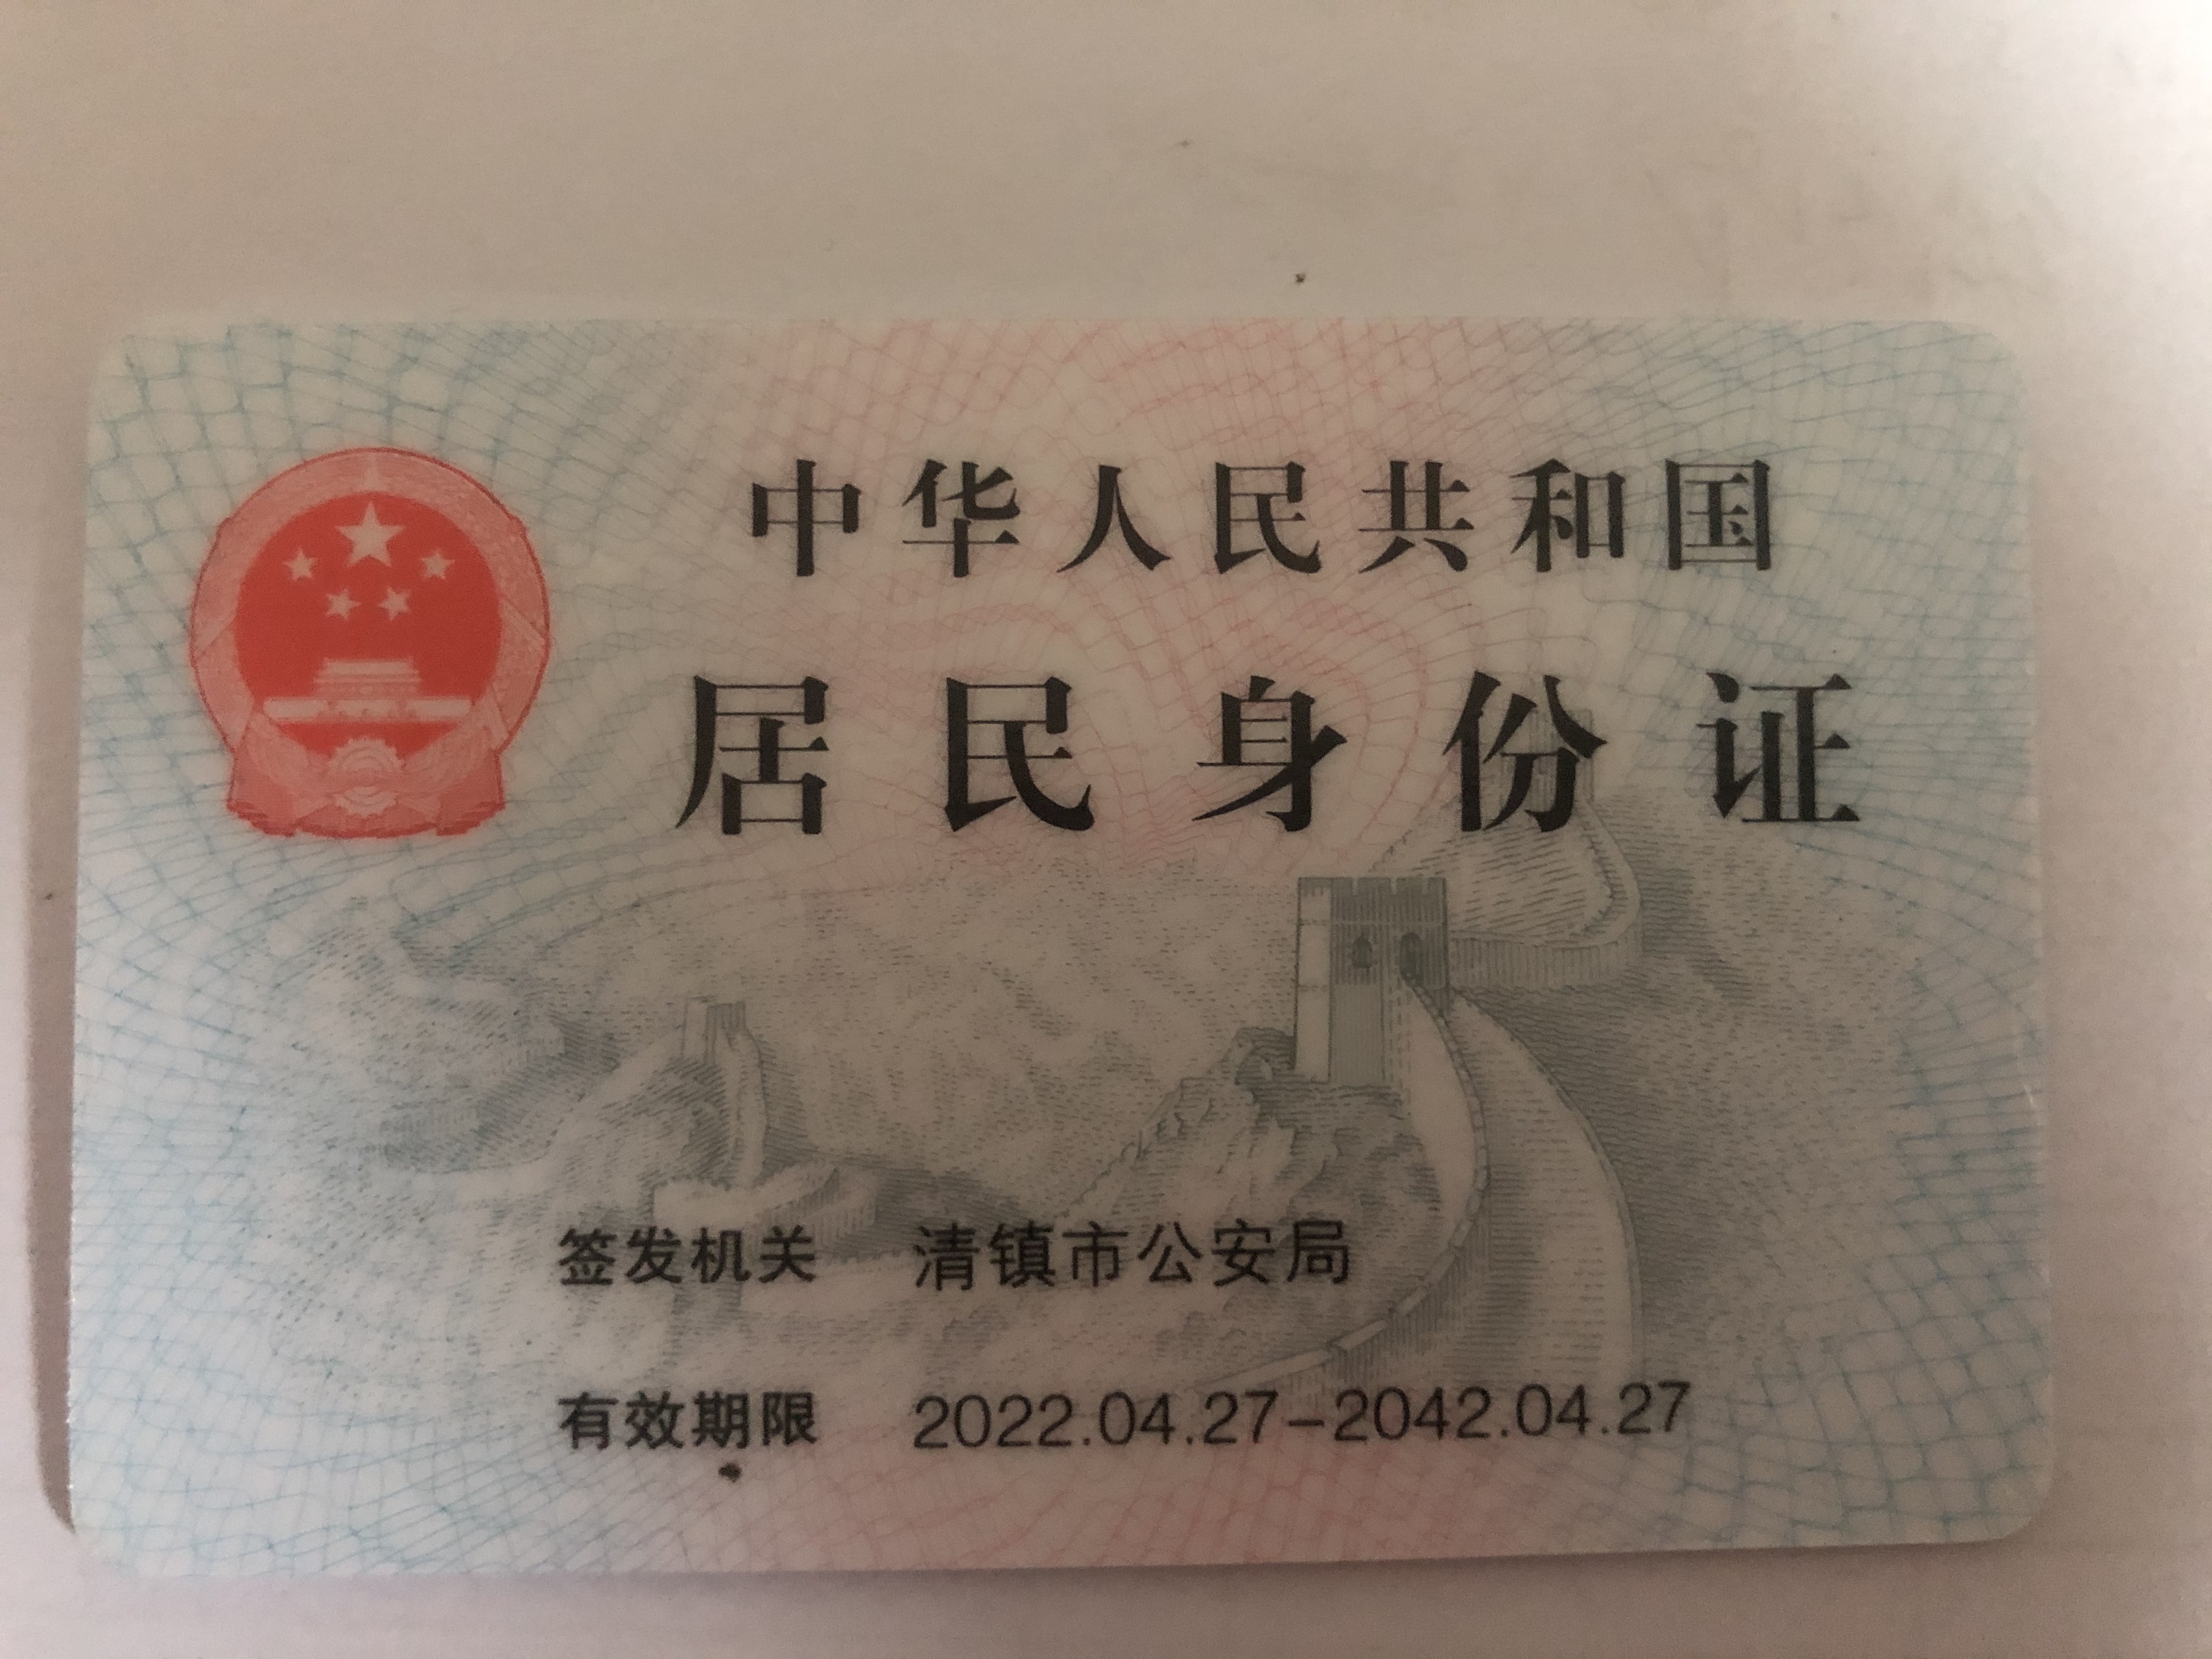 中华人民共和国
居民身份证
签发机关 清镇市公安局
有效期限 2022.04.27-2042.04.27